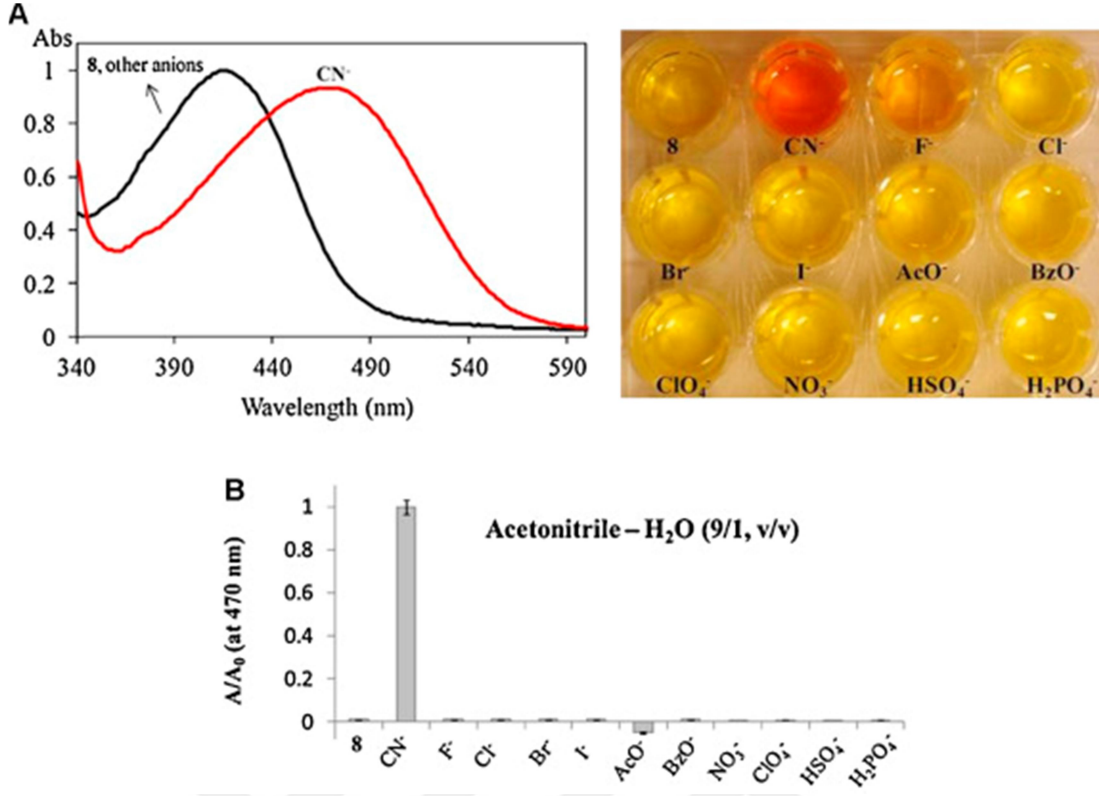 A
Abs
8, other anions
CN-
1
0.8
0.6
0.4
0.2
0
340 390 440 490 540 590
Wavelength (nm)
8 CN- F- Cl-
Br- I- AcO- BzO-
ClO₄- NO₃- HSO₄- H₂PO₄-
B
Acetonitrile – H₂O (9/1, v/v)
A/A₀ (at 470 nm)
1
0.8
0.6
0.4
0.2
0
8 CN- F- Cl- Br- I- AcO- BzO- NO₃- ClO₄- HSO₄- H₂PO₄-